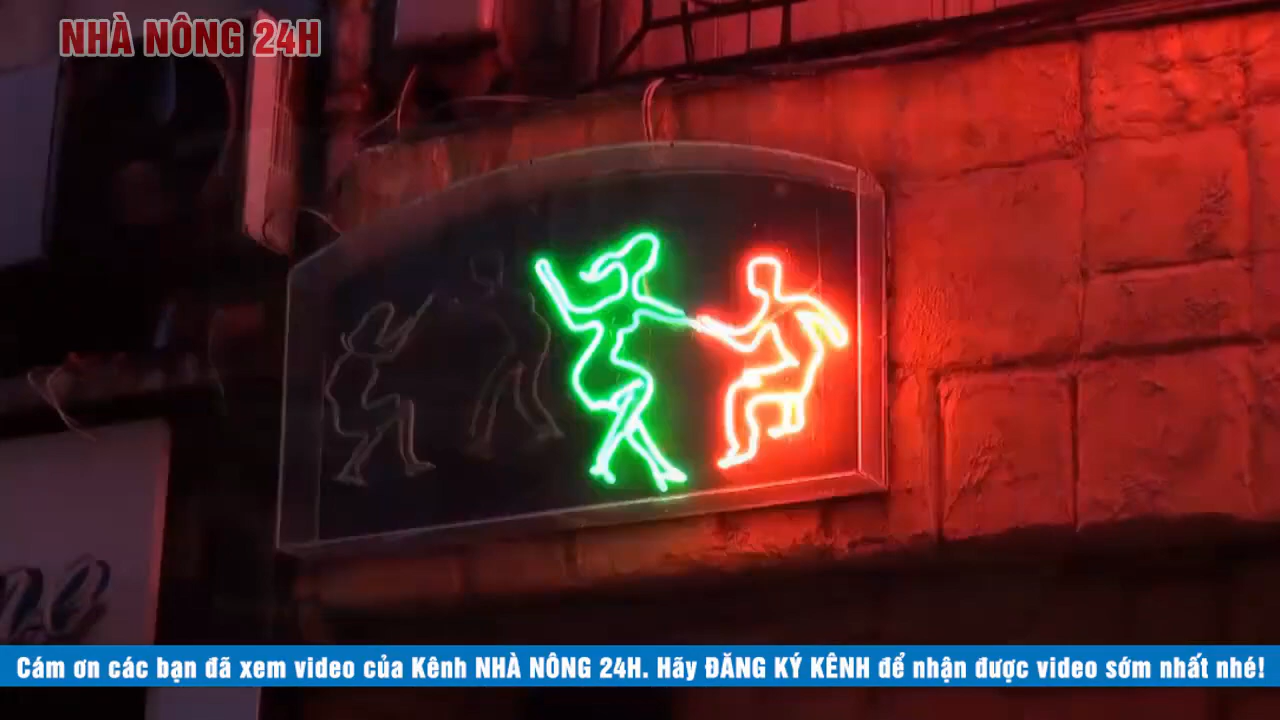 NHÀ NÔNG 24H
Cám ơn các bạn đã xem video của Kênh NHÀ NÔNG 24H. Hãy ĐĂNG KÝ KÊNH để nhận được video sớm nhất nhé!